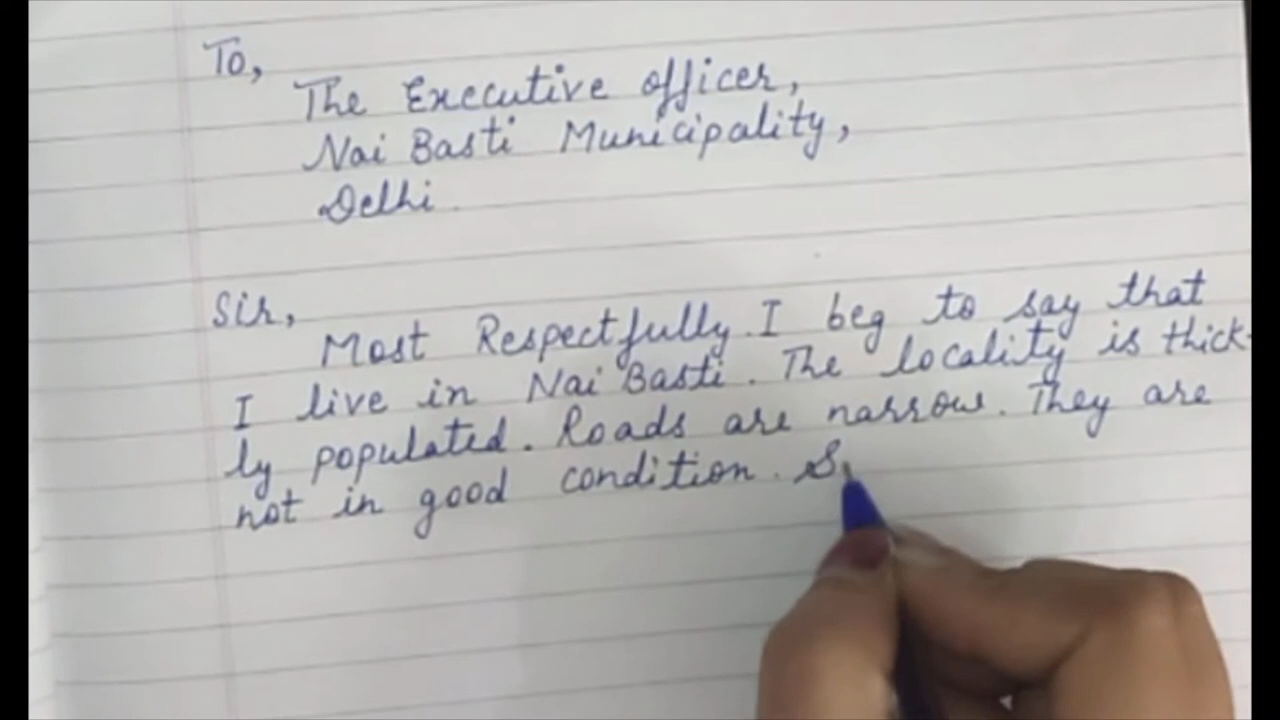 To,
The Executive officer,
Nai Basti Municipality,
Delhi.
Sir,
Most Respectfully I beg to say that
I live in Nai Basti. The locality is thick-
ly populated. Roads are narrow. They are
not in good condition. S